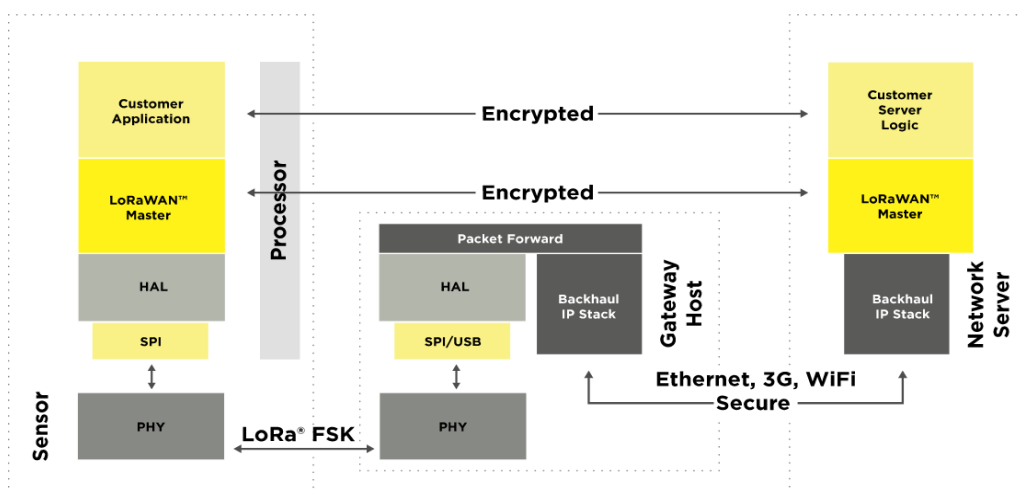 Customer
Application
LoRaWAN™
Master
HAL
SPI
PHY
Sensor
Processor
Encrypted
Encrypted
LoRa® FSK
Packet Forward
HAL
SPI/USB
PHY
Backhaul
IP Stack
Gateway
Host
Ethernet, 3G, WiFi
Secure
Customer
Server
Logic
LoRaWAN™
Master
Backhaul
IP Stack
Network
Server